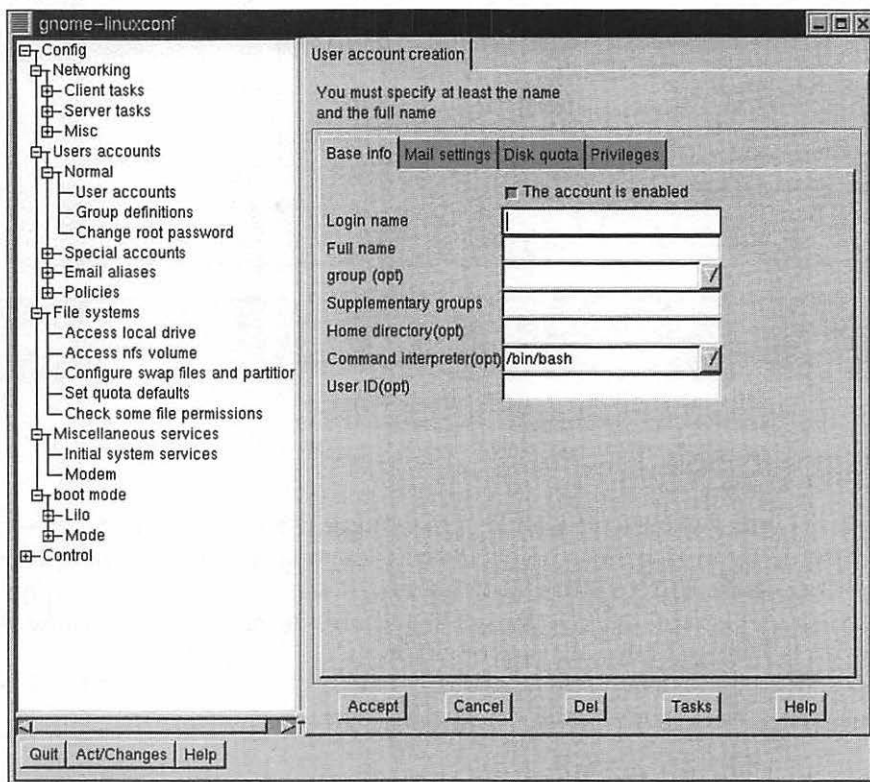 gnome-linuxconf
Config
Networking
Client tasks
Server tasks
Misc
Users accounts
Normal
User accounts
Group definitions
Change root password
Special accounts
Email aliases
Policies
File systems
Access local drive
Access nfs volume
Configure swap files and partition
Set quota defaults
Check some file permissions
Miscellaneous services
Initial system services
Modem
boot mode
Lilo
Mode
Control
User account creation
You must specify at least the name
and the full name
Base info Mail settings Disk quota Privileges
The account is enabled
Login name
Full name
group (opt)
Supplementary groups
Home directory(opt)
Command interpreter(opt) /bin/bash
User ID(opt)
Accept Cancel Del Tasks Help
Quit Act/Changes Help